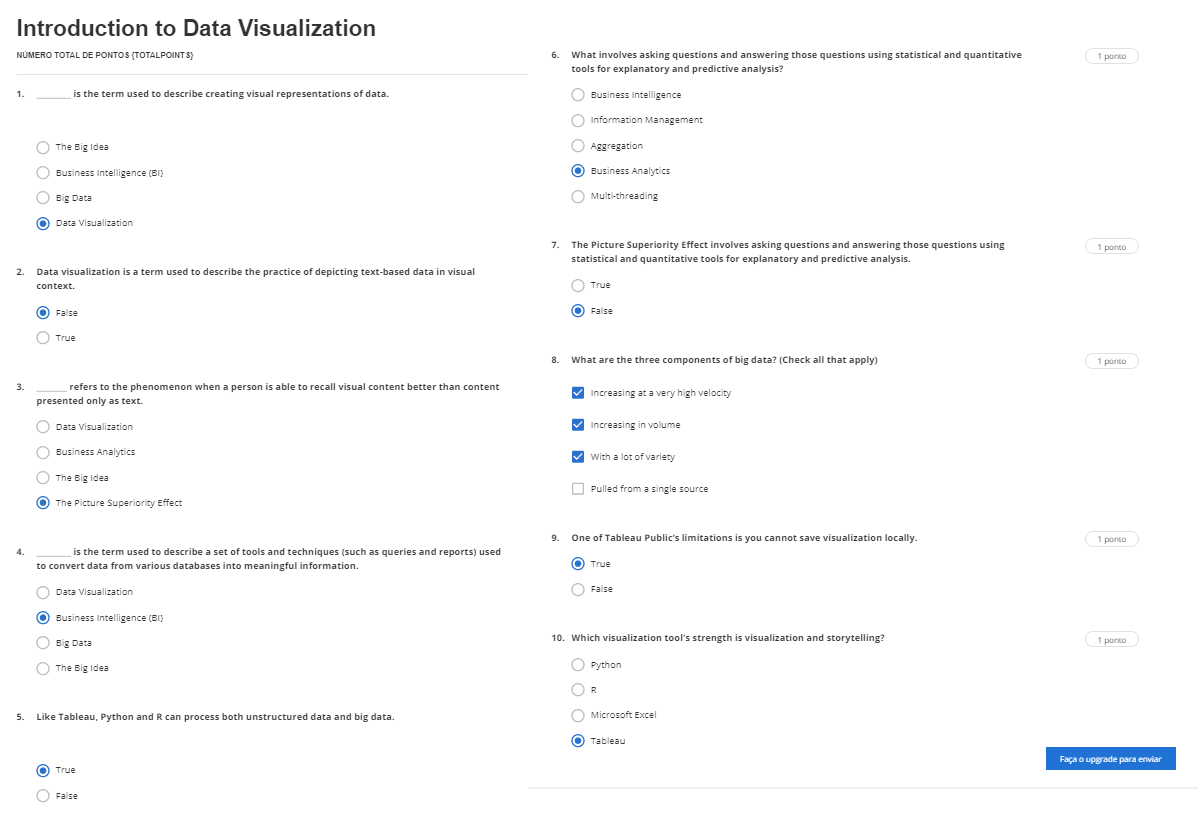 Introduction to Data Visualization
NÚMERO TOTAL DE PONTOS {TOTALPOINTS}
1. _______ is the term used to describe creating visual representations of data.
The Big Idea
Business Intelligence (BI)
Big Data
Data Visualization
2. Data visualization is a term used to describe the practice of depicting text-based data in visual
context.
False
True
3. ______ refers to the phenomenon when a person is able to recall visual content better than content
presented only as text.
Data Visualization
Business Analytics
The Big Idea
The Picture Superiority Effect
4. _______ is the term used to describe a set of tools and techniques (such as queries and reports) used
to convert data from various databases into meaningful information.
Data Visualization
Business Intelligence (BI)
Big Data
The Big Idea
5. Like Tableau, Python and R can process both unstructured data and big data.
True
False
6. What involves asking questions and answering those questions using statistical and quantitative
tools for explanatory and predictive analysis?
1 ponto
Business Intelligence
Information Management
Aggregation
Business Analytics
Multi-threading
7. The Picture Superiority Effect involves asking questions and answering those questions using
statistical and quantitative tools for explanatory and predictive analysis.
1 ponto
True
False
8. What are the three components of big data? (Check all that apply)
1 ponto
Increasing at a very high velocity
Increasing in volume
With a lot of variety
Pulled from a single source
9. One of Tableau Public's limitations is you cannot save visualization locally.
1 ponto
True
False
10. Which visualization tool's strength is visualization and storytelling?
1 ponto
Python
R
Microsoft Excel
Tableau
Faça o upgrade para enviar